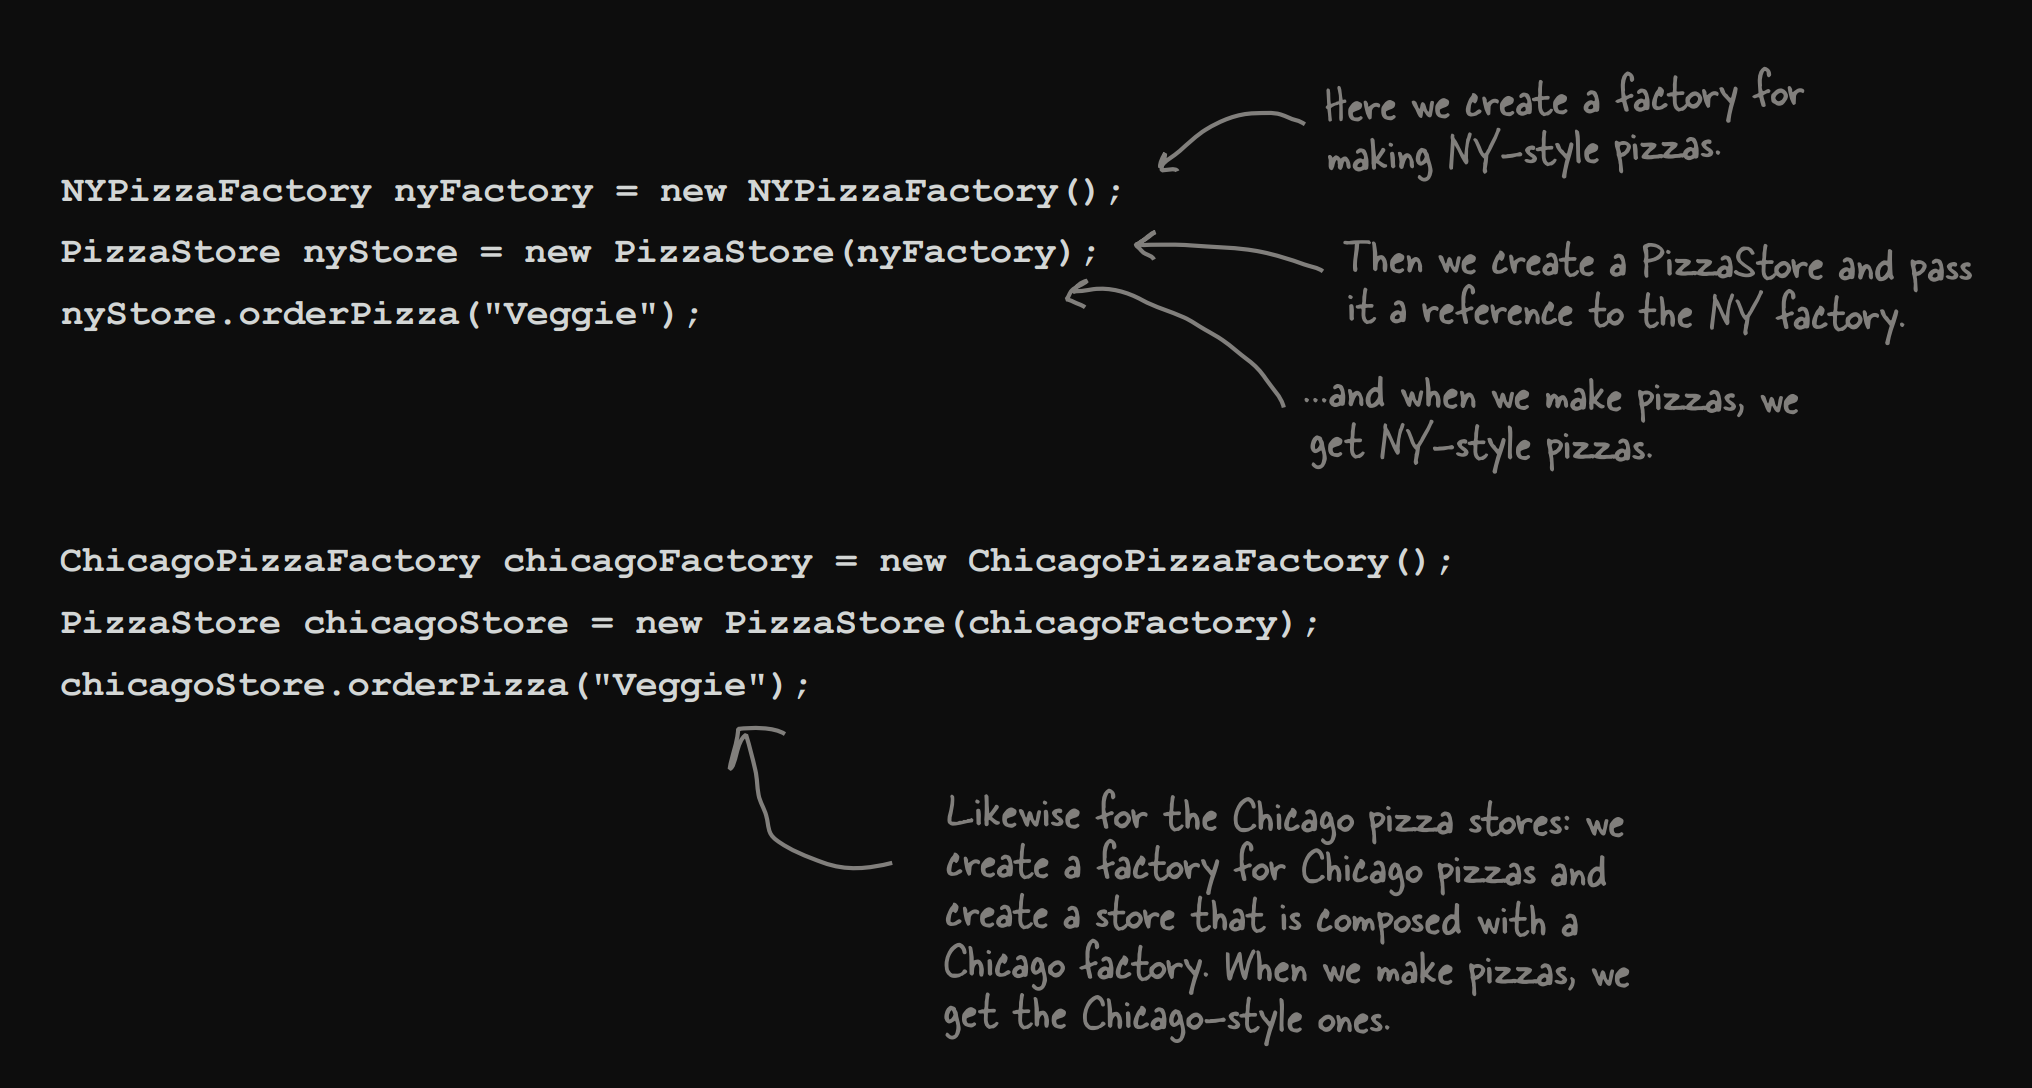 Here we create a factory for
making NY-style pizzas.
NYPizzaFactory nyFactory = new NYPizzaFactory();
PizzaStore nyStore = new PizzaStore(nyFactory);
nyStore.orderPizza("Veggie");
Then we create a PizzaStore and pass
it a reference to the NY factory.
...and when we make pizzas, we
get NY-style pizzas.
ChicagoPizzaFactory chicagoFactory = new ChicagoPizzaFactory();
PizzaStore chicagoStore = new PizzaStore(chicagoFactory);
chicagoStore.orderPizza("Veggie");
Likewise for the Chicago pizza stores: we
create a factory for Chicago pizzas and
create a store that is composed with a
Chicago factory. When we make pizzas, we
get the Chicago-style ones.